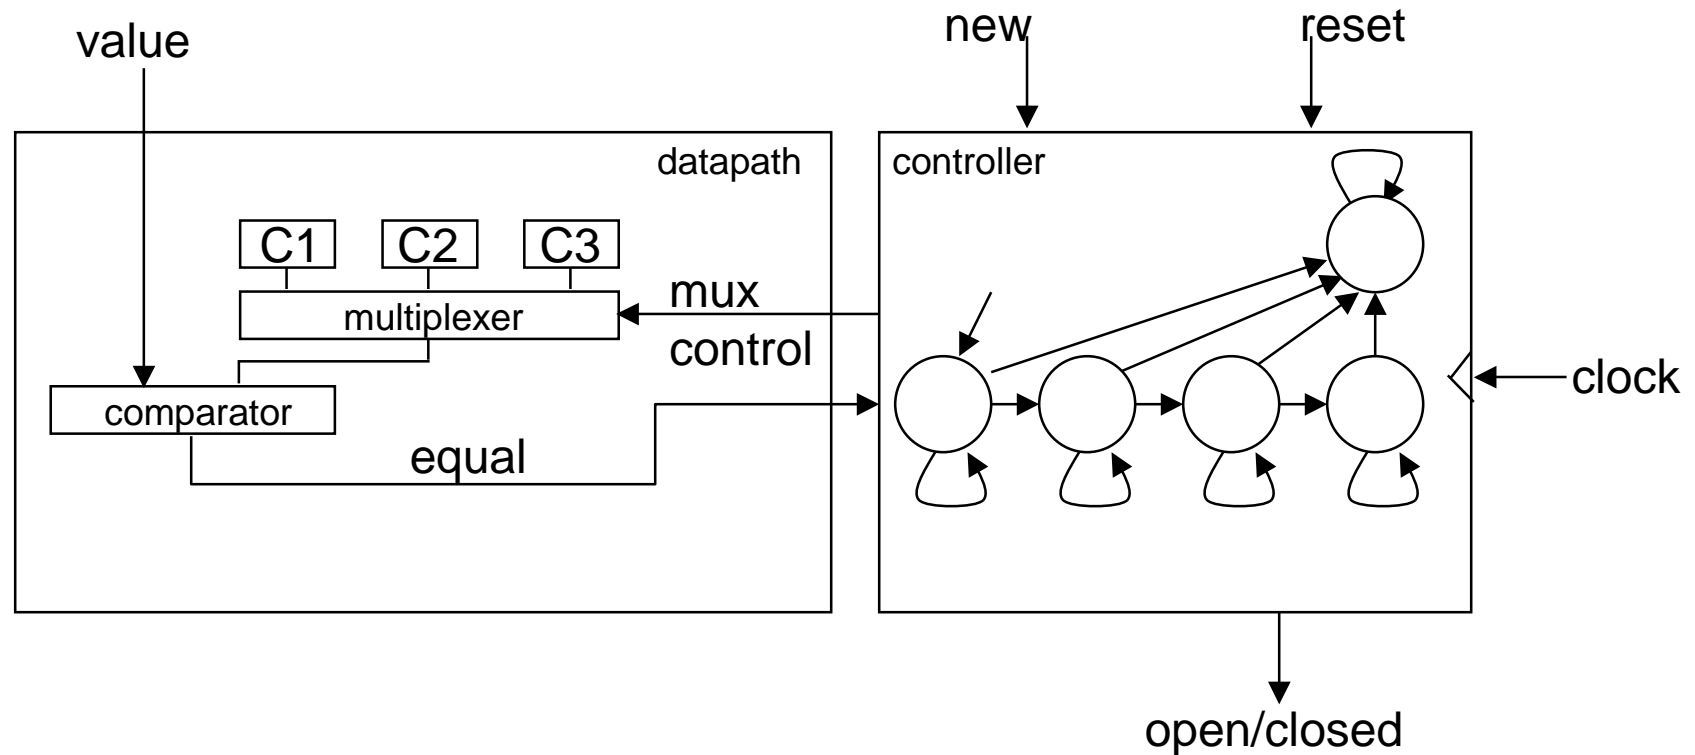 new reset
value
datapath controller
C1 C2 C3
mux
multiplexer
control
clock
comparator
equal
open/closed